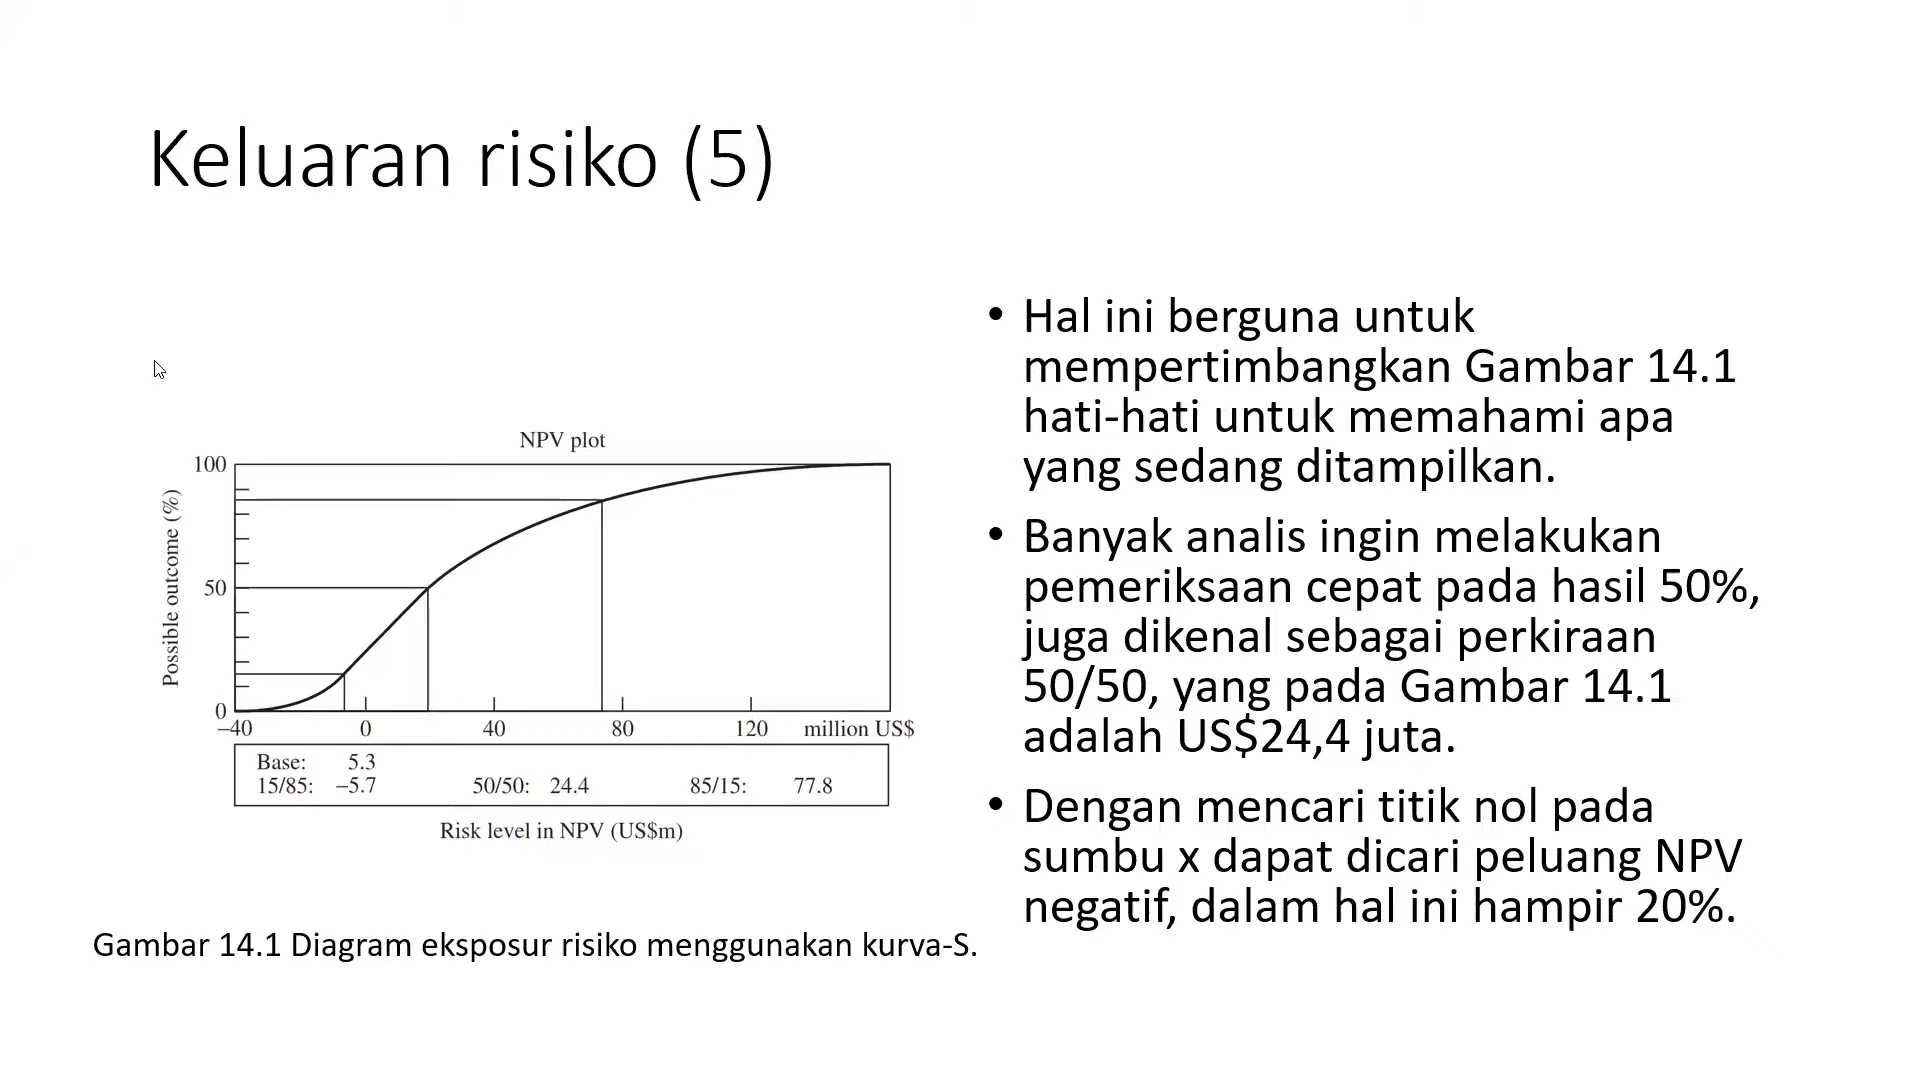 Keluaran risiko (5)
NPV plot
Possible outcome (%)
100
50
0
−40 0 40 80 120 million US$
Base: 5.3
15/85: −5.7 50/50: 24.4 85/15: 77.8
Risk level in NPV (US$m)
Gambar 14.1 Diagram eksposur risiko menggunakan kurva-S.
• Hal ini berguna untuk
mempertimbangkan Gambar 14.1
hati-hati untuk memahami apa
yang sedang ditampilkan.
• Banyak analis ingin melakukan
pemeriksaan cepat pada hasil 50%,
juga dikenal sebagai perkiraan
50/50, yang pada Gambar 14.1
adalah US$24,4 juta.
• Dengan mencari titik nol pada
sumbu x dapat dicari peluang NPV
negatif, dalam hal ini hampir 20%.